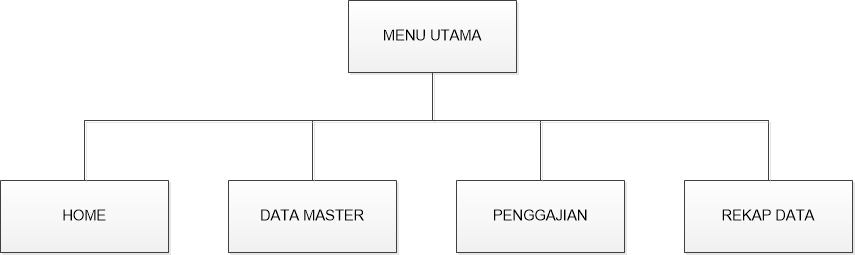 MENU UTAMA
HOME
DATA MASTER
PENGGAJIAN
REKAP DATA